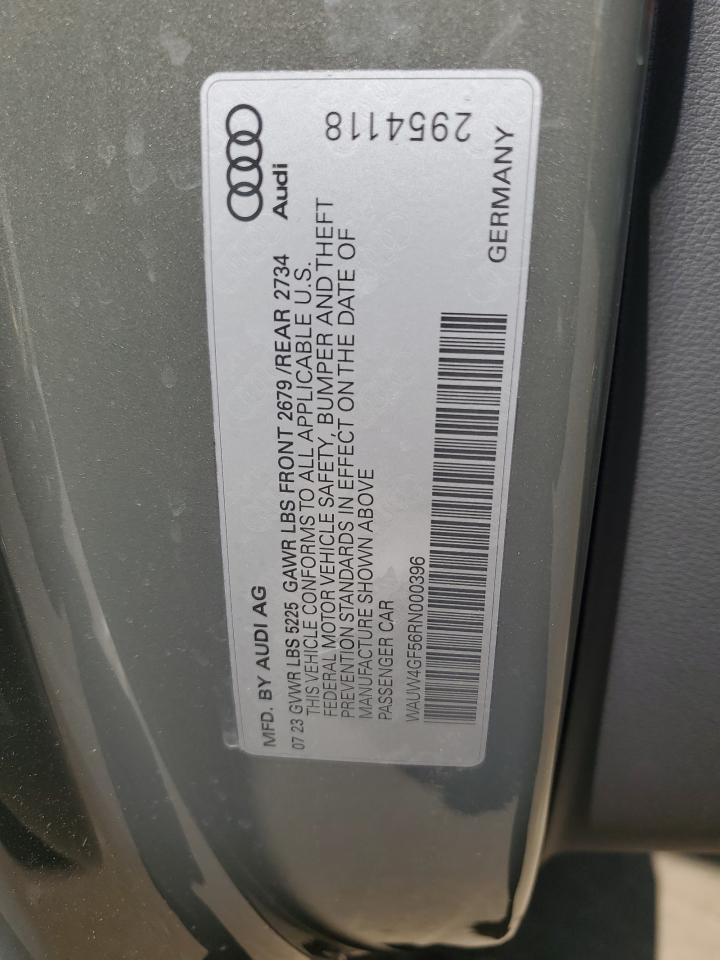 MFD. BY AUDI AG
Audi
07 23 GVWR LBS 5225 GAWR LBS FRONT 2679 /REAR 2734
THIS VEHICLE CONFORMS TO ALL APPLICABLE U.S.
FEDERAL MOTOR VEHICLE SAFETY, BUMPER AND THEFT
PREVENTION STANDARDS IN EFFECT ON THE DATE OF
MANUFACTURE SHOWN ABOVE
PASSENGER CAR
WAUW4GF56RN000396
2954118
GERMANY